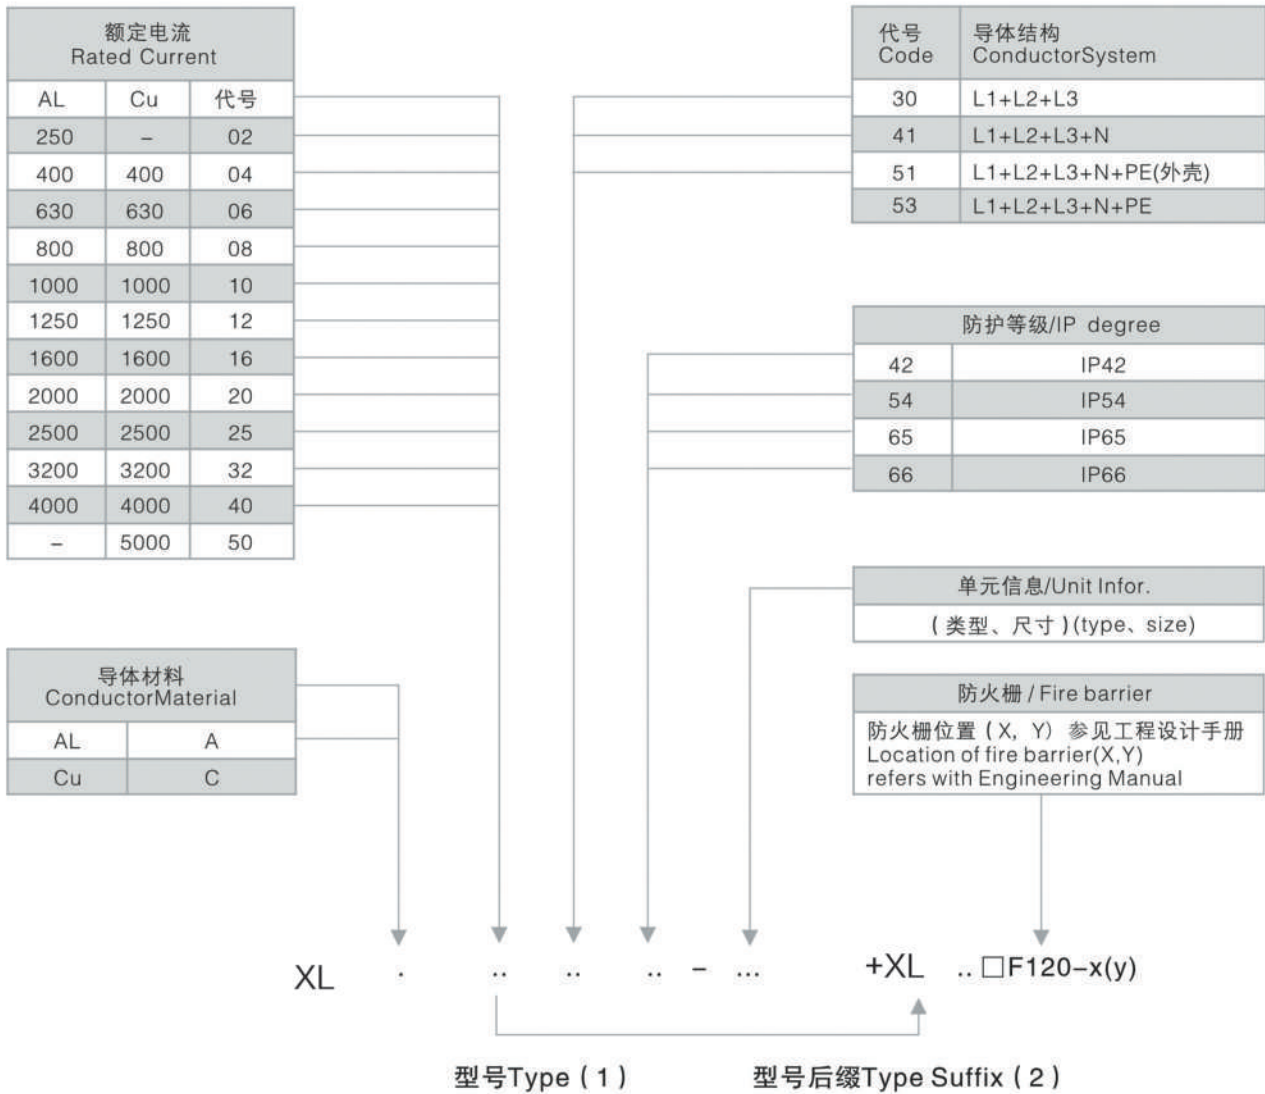 额定电流
Rated Current
AL Cu 代号
250 – 02
400 400 04
630 630 06
800 800 08
1000 1000 10
1250 1250 12
1600 1600 16
2000 2000 20
2500 2500 25
3200 3200 32
4000 4000 40
– 5000 50
导体材料
ConductorMaterial
AL A
Cu C
代号 导体结构
Code ConductorSystem
30 L1+L2+L3
41 L1+L2+L3+N
51 L1+L2+L3+N+PE(外壳)
53 L1+L2+L3+N+PE
防护等级/IP degree
42 IP42
54 IP54
65 IP65
66 IP66
单元信息/Unit Infor.
(类型、尺寸)(type、size)
防火栅 / Fire barrier
防火栅位置(X, Y) 参见工程设计手册
Location of fire barrier(X,Y)
refers with Engineering Manual
XL . .. .. .. – ... +XL .. □F120–x(y)
型号Type(1) 型号后缀Type Suffix(2)